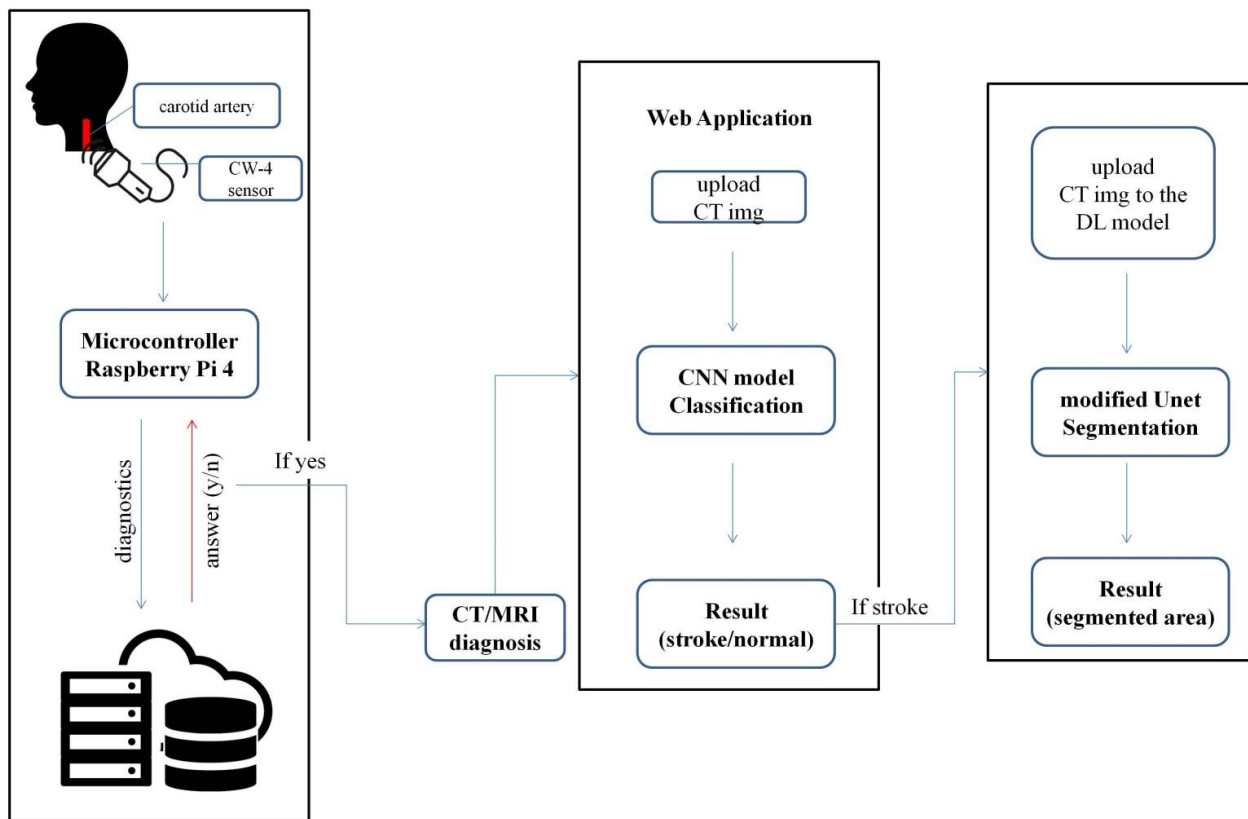 carotid artery
CW-4
sensor
Microcontroller
Raspberry Pi 4
diagnostics
answer (y/n)
If yes
CT/MRI
diagnosis
Web Application
upload
CT img
CNN model
Classification
Result
(stroke/normal)
If stroke
upload
CT img to the
DL model
modified Unet
Segmentation
Result
(segmented area)